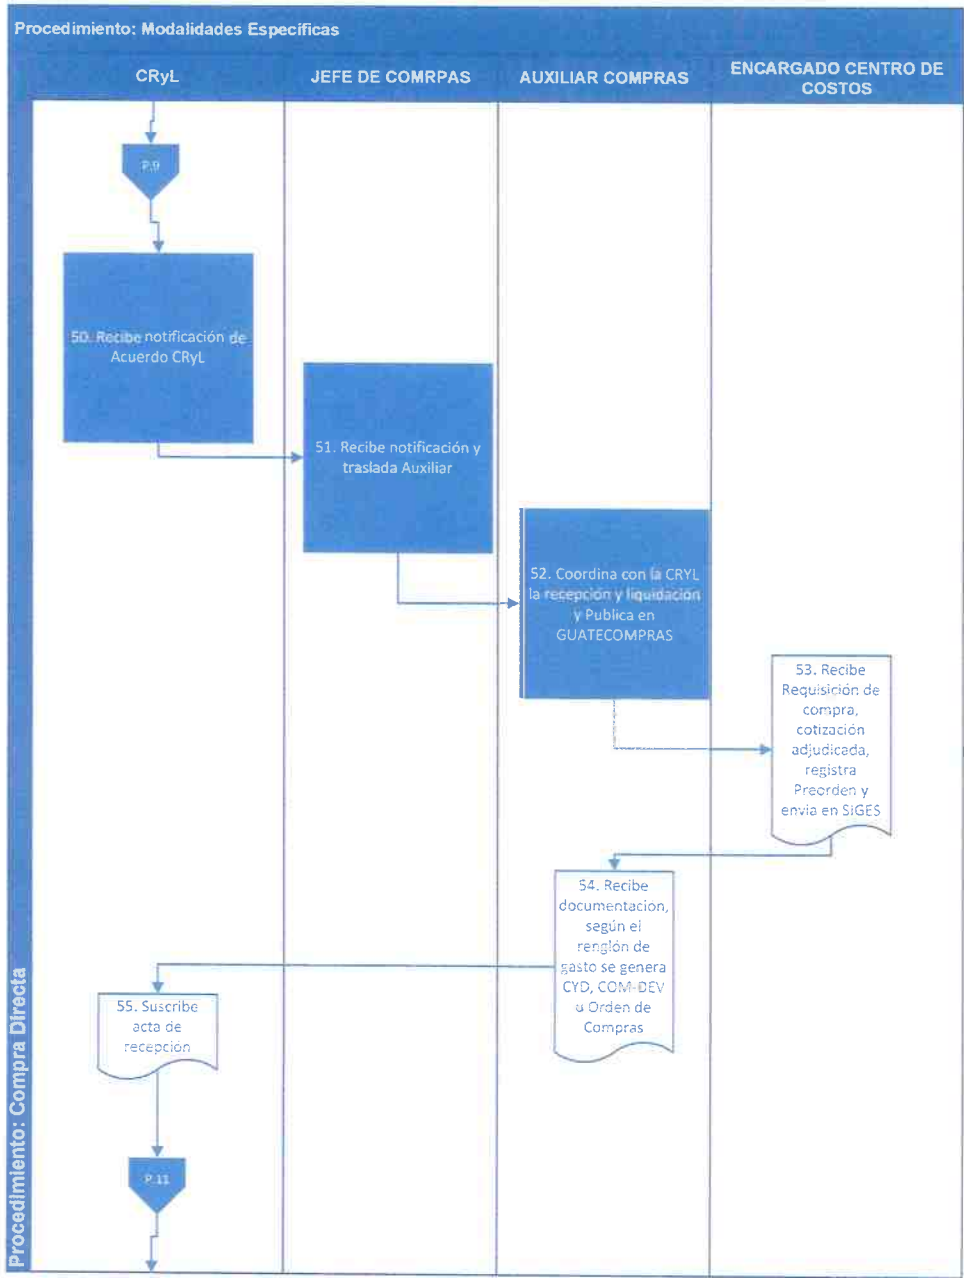 Procedimiento: Modalidades Específicas
CRyL
JEFE DE COMRPAS
AUXILIAR COMPRAS
ENCARGADO CENTRO DE
COSTOS
P.9
50. Recibe notificación de
Acuerdo CRyL
51. Recibe notificación y
traslada Auxiliar
52. Coordina con la CRYL
la recepción y liquidación
y Publica en
GUATECOMPRAS
53. Recibe
Requisición de
compra,
cotización
adjudicada,
registra
Preorden y
envia en SIGES
54. Recibe
documentacion,
según el
renglón de
gasto se genera
CYD, COM-DEV
u Orden de
Compras
55. Suscribe
acta de
recepción
P.11
Procedimiento: Compra Directa